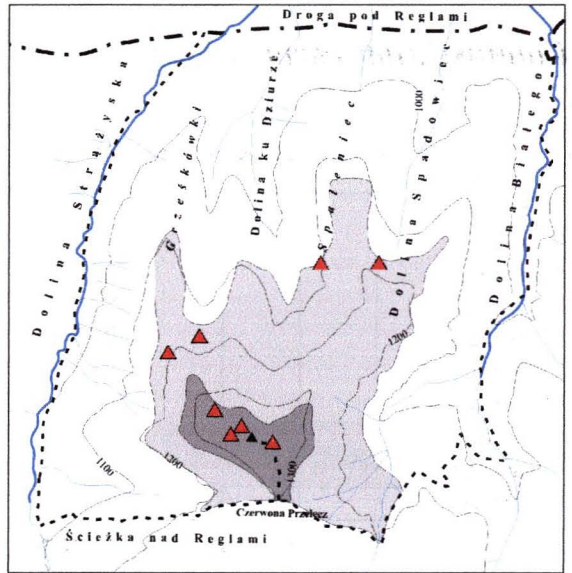 Droga pod Reglami
Dolina Strążyska
Grześkówki
Dolina ku Dziurze
Spaleniec
Dolina Spadowiec
Dolina Białego
1000
1200
1100
1200
1300
Czerwona Przełęcz
Ścieżka nad Reglami